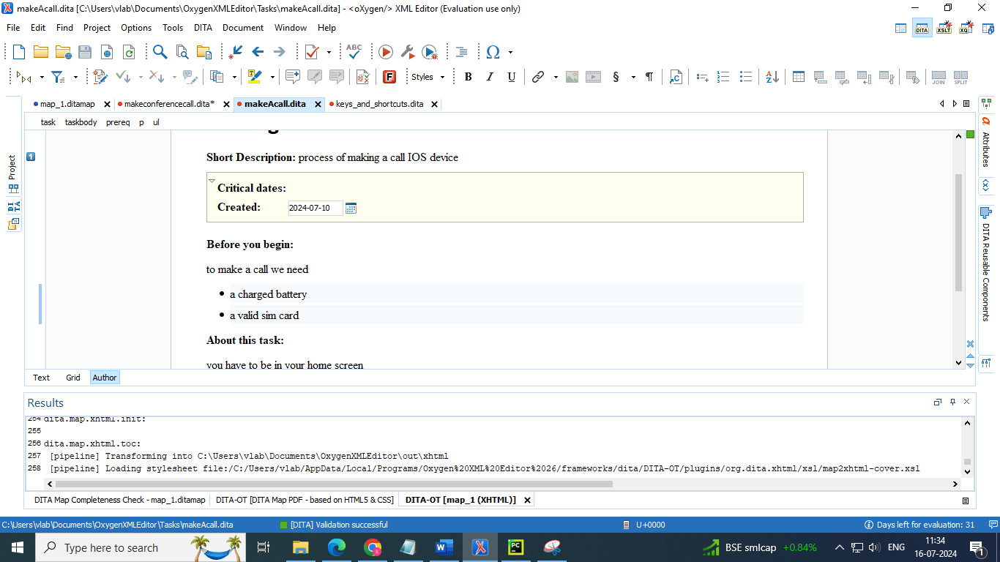 makeAcall.dita [C:\Users\vlab\Documents\OxygenXMLEditor\Tasks\makeAcall.dita] - <oXygen/> XML Editor (Evaluation use only)
File Edit Find Project Options Tools DITA Document Window Help
DITA XSLT XQ
ABC
Styles B I U § ¶ JOIN SPLIT
map_1.ditamap makeconferencecall.dita* makeAcall.dita keys_and_shortcuts.dita
task taskbody prereq p ul
Project
DITA
Attributes
DITA Reusable Components
1
Short Description: process of making a call IOS device
Critical dates:
Created: 2024-07-10
Before you begin:
to make a call we need
• a charged battery
• a valid sim card
About this task:
you have to be in your home screen
Text Grid Author
Results
254 dita.map.xhtml.init:
255
256 dita.map.xhtml.toc:
257 [pipeline] Transforming into C:\Users\vlab\Documents\OxygenXMLEditor\out\xhtml
258 [pipeline] Loading stylesheet file:/C:/Users/vlab/AppData/Local/Programs/Oxygen%20XML%20Editor%2026/frameworks/dita/DITA-OT/plugins/org.dita.xhtml/xsl/map2xhtml-cover.xsl
DITA Map Completeness Check - map_1.ditamap DITA-OT [DITA Map PDF - based on HTML5 & CSS] DITA-OT [map_1 (XHTML)]
C:\Users\vlab\Documents\OxygenXMLEditor\Tasks\makeAcall.dita [DITA] Validation successful U+0000 Days left for evaluation: 31
Type here to search BSE smlcap +0.84% ENG 11:34
16-07-2024
1